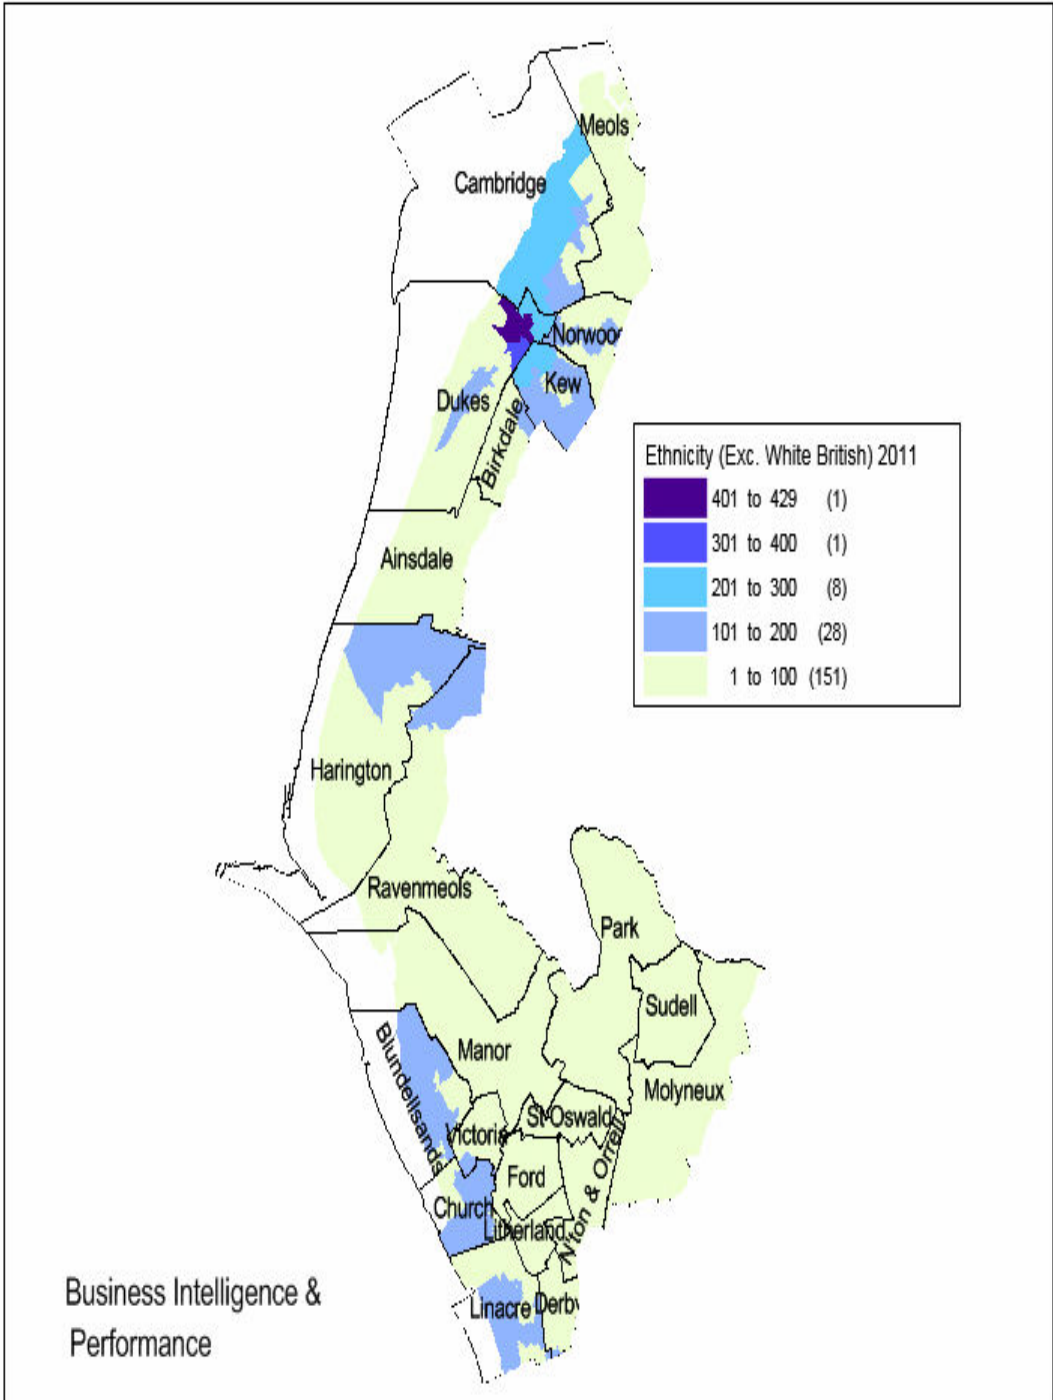 Meols
Cambridge
Norwoo
Kew
Dukes
Birkdale
Ethnicity (Exc. White British) 2011
401 to 429 (1)
301 to 400 (1)
201 to 300 (8)
101 to 200 (28)
1 to 100 (151)
Ainsdale
Harington
Ravenmeols
Park
Sudell
Manor
Blundellsands
Molyneux
St Oswald
Victoria
N'ton & Orrell
Ford
Church
Litherland
Linacre
Derby
Business Intelligence &
Performance